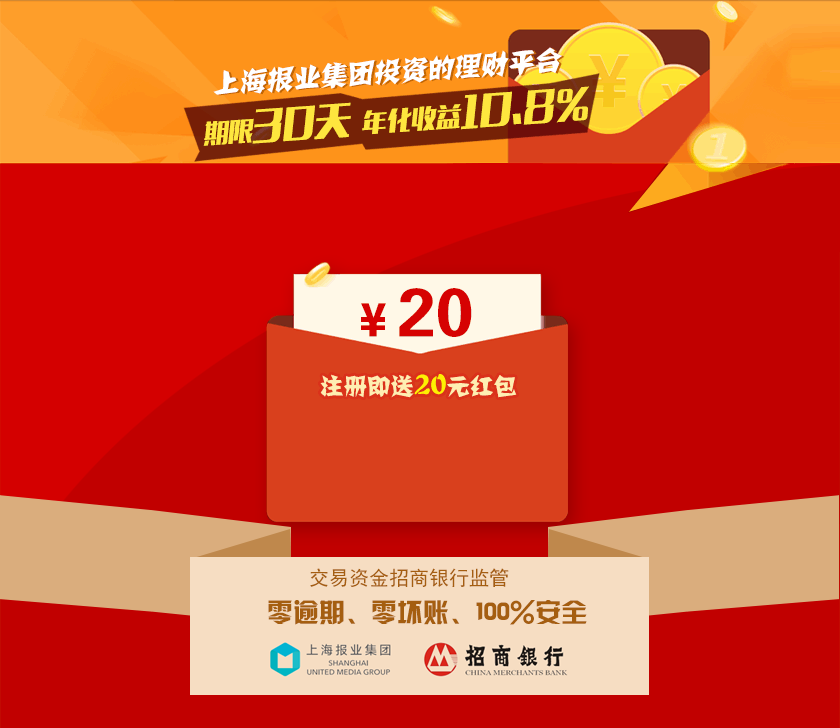 上海报业集团投资的理财平台
期限30天 年化收益10.8%
¥
¥
1
¥ 20
注册即送20元红包
交易资金招商银行监管
零逾期、零坏账、100%安全
上海报业集团
SHANGHAI
UNITED MEDIA GROUP
招商银行
CHINA MERCHANTS BANK